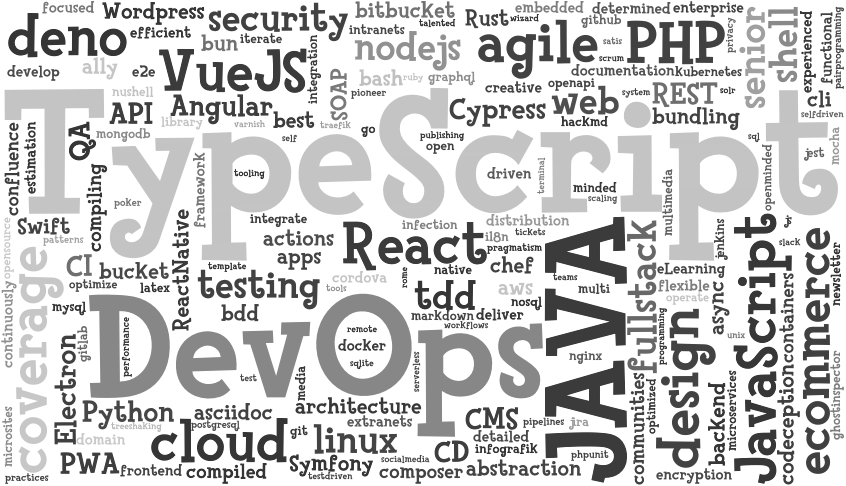 focused
Wordpress
security
bitbucket
talented
Rust
wizard
embedded
github
determined
enterprise
deno
efficient
bun
iterate
intranets
nodejs
agile
satis
scrum
PHP
privacy
senior
shell
experienced
functional
pairprogramming
develop
ally
e2e
VueJS
integration
SOAP
bash
ruby
graphql
pioneer
documentation
Kubernetes
creative
openapi
system
REST
solr
nushell
API
Angular
library
varnish
best
traefik
go
Cypress
web
hacKmd
bundling
cli
selfdriven
QA
mongodb
self
publishing
open
sql
confluence
estimation
TypeScript
tooling
driven
terminal
minded
scaling
multimedia
openminded
jest
mocha
compiling
framework
poker
Swift
patterns
opensource
ReactNative
integrate
actions
apps
infection
React
distribution
il8n
tickets
pragmatism
JAVA
fullstack
jenkins
JavaScript
slack
ecommerce
newsletter
coverage
continuously
CI
bucket
optimize
latex
template
testing
tools
cordova
rome
native
chef
aws
nosql
teams
multi
eLearning
flexible
operate
async
containers
mysql
gitlab
bdd
tdd
markdown
deliver
workflows
DevOps
performance
remote
docker
sqlite
serverless
test
media
nginx
programming
design
unix
codeception
ghostinspector
Electron
Python
treeshaking
asciidoc
postgresql
architecture
extranets
CMS
pipelines
jra
communities
optimized
backend
microservices
microsites
domain
cloud
git
linux
detailed
infografik
CD
phpunit
practices
PWA
frontend
compiled
Symfony
testdriven
socialmedia
composer
abstraction
encryption